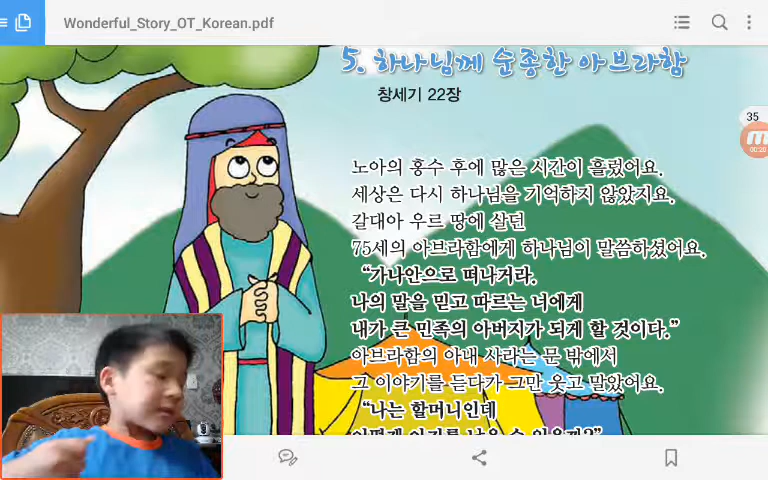 Wonderful_Story_OT_Korean.pdf
5. 하나님께 순종한 아브라함
창세기 22장
35
00:20
노아의 홍수 후에 많은 시간이 흘렀어요.
세상은 다시 하나님을 기억하지 않았지요.
갈대아 우르 땅에 살던
75세의 아브라함에게 하나님이 말씀하셨어요.
“가나안으로 떠나거라.
나의 말을 믿고 따르는 너에게
내가 큰 민족의 아버지가 되게 할 것이다.”
아브라함의 아내 사라는 문 밖에서
그 이야기를 듣다가 그만 웃고 말았어요.
“나는 할머니인데